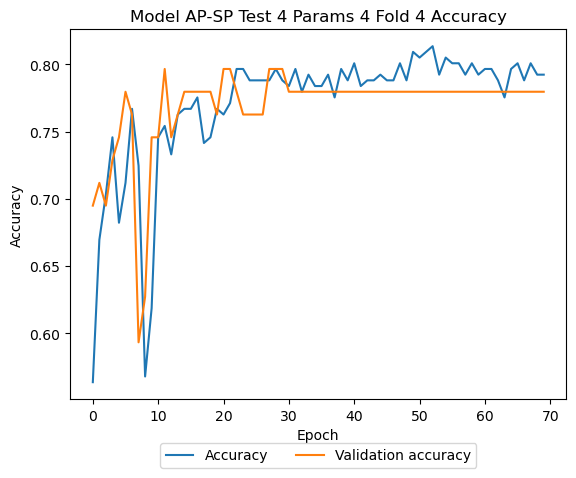 Model AP-SP Test 4 Params 4 Fold 4 Accuracy
0.80
0.75
0.70
0.65
0.60
Accuracy
0 10 20 30 40 50 60 70
Epoch
Accuracy Validation accuracy